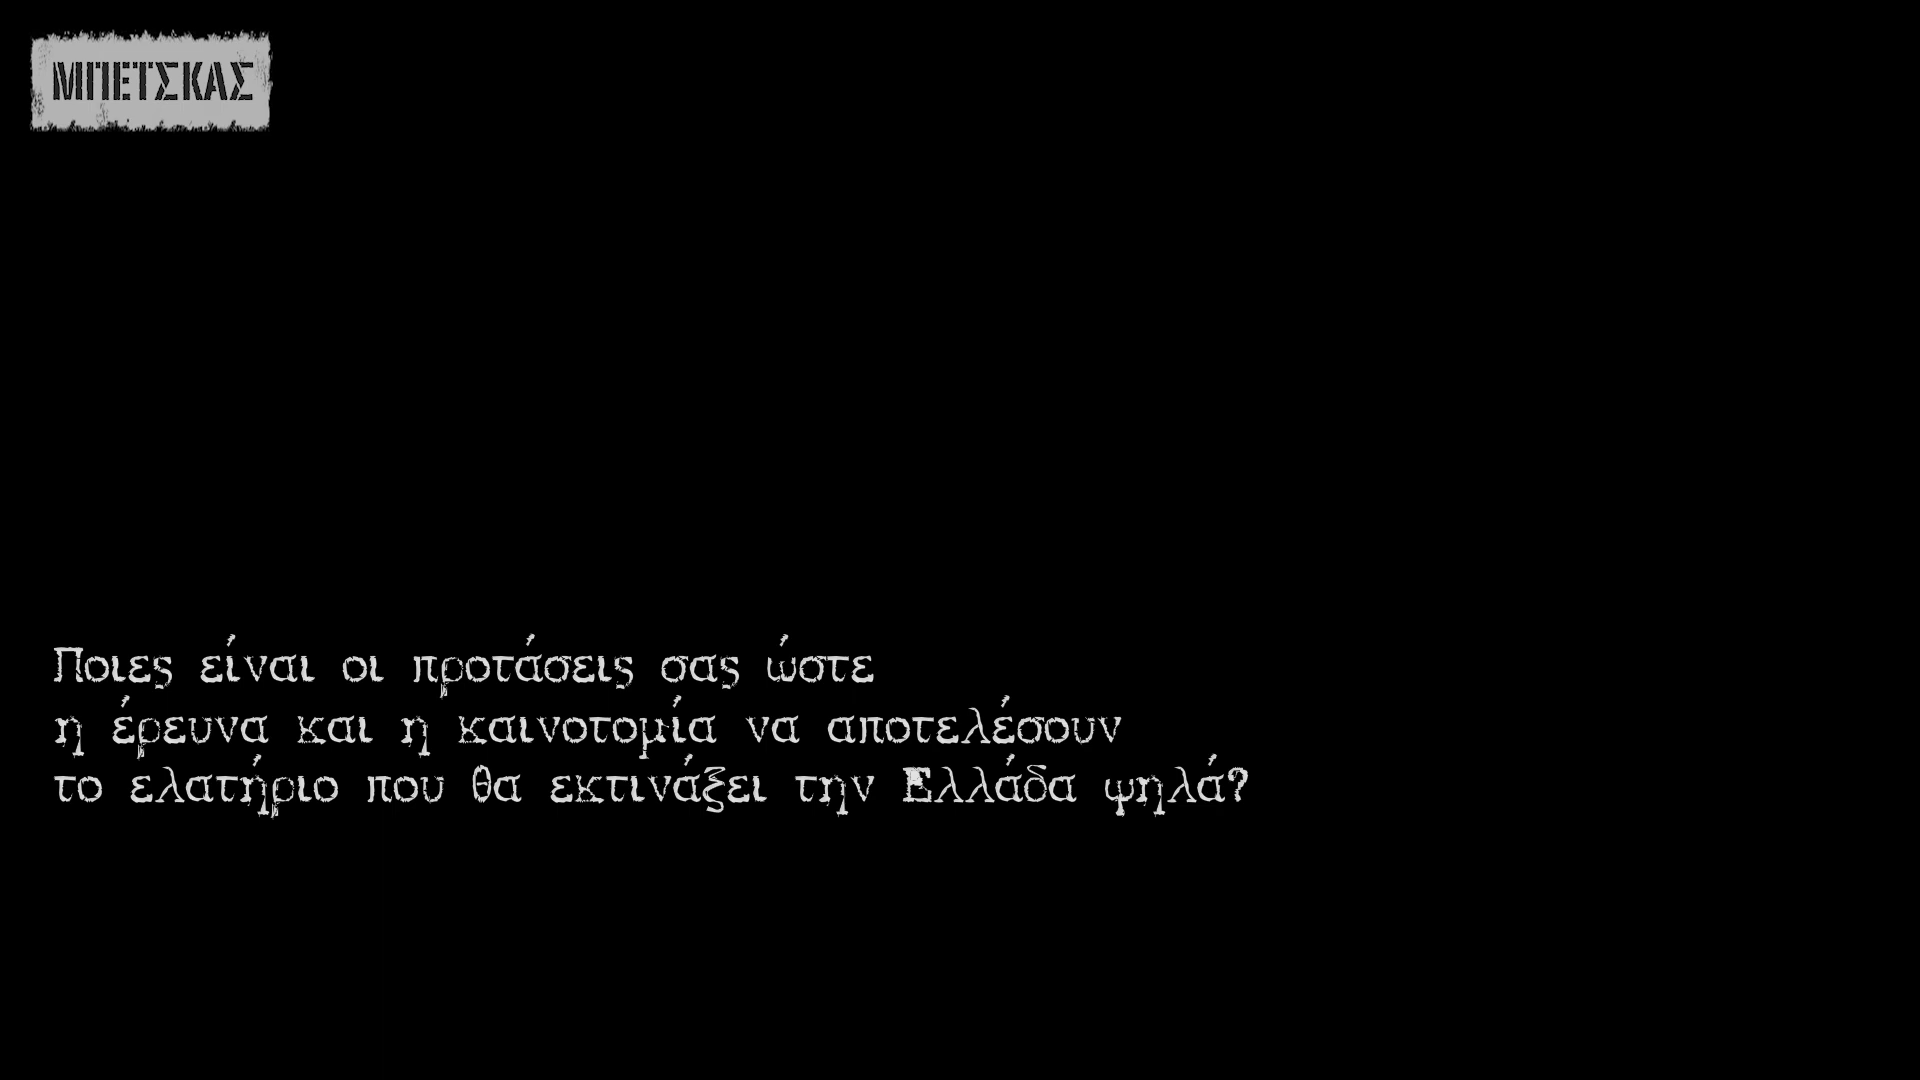 ΜΠΕΤΣΚΑΣ
Ποιες είναι οι προτάσεις σας ώστε
η έρευνα και η καινοτομία να αποτελέσουν
το ελατήριο που θα εκτινάξει την Ελλάδα ψηλά?